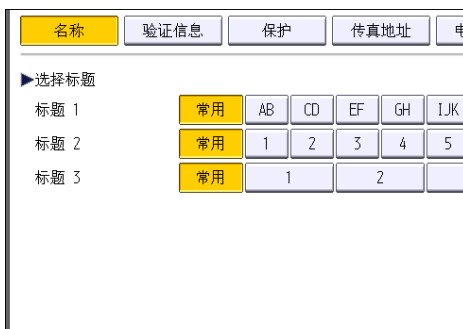 名称 验证信息 保护 传真地址
▶选择标题
标题 1 常用 AB CD EF GH IJK
标题 2 常用 1 2 3 4 5
标题 3 常用 1 2